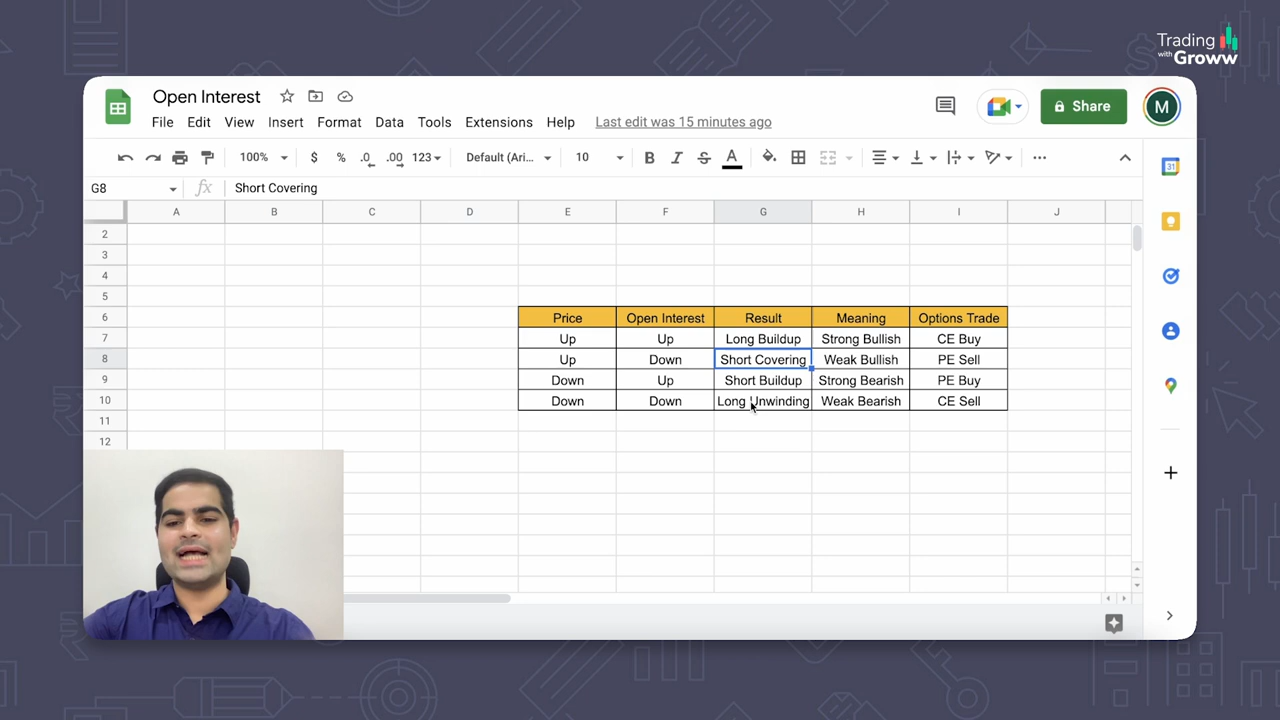 Trading
with Groww
Open Interest
File Edit View Insert Format Data Tools Extensions Help Last edit was 15 minutes ago
Share
M
100% $ % .0 .00 123 Default (Ari... 10 B I S A
31
G8 fx Short Covering
A B C D E F G H I J
2
3
4
5
6 Price Open Interest Result Meaning Options Trade
7 Up Up Long Buildup Strong Bullish CE Buy
8 Up Down Short Covering Weak Bullish PE Sell
9 Down Up Short Buildup Strong Bearish PE Buy
10 Down Down Long Unwinding Weak Bearish CE Sell
11
12